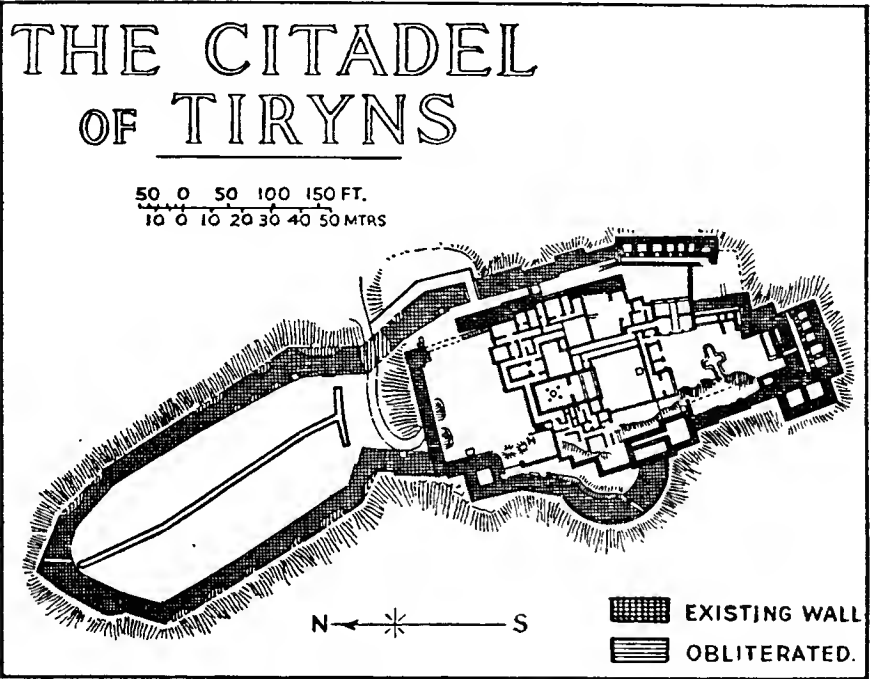 THE CITADEL
OF TIRYNS
50 0 50 100 150 FT.
10 0 10 20 30 40 50 MTRS
N S
EXISTING WALL
OBLITERATED.